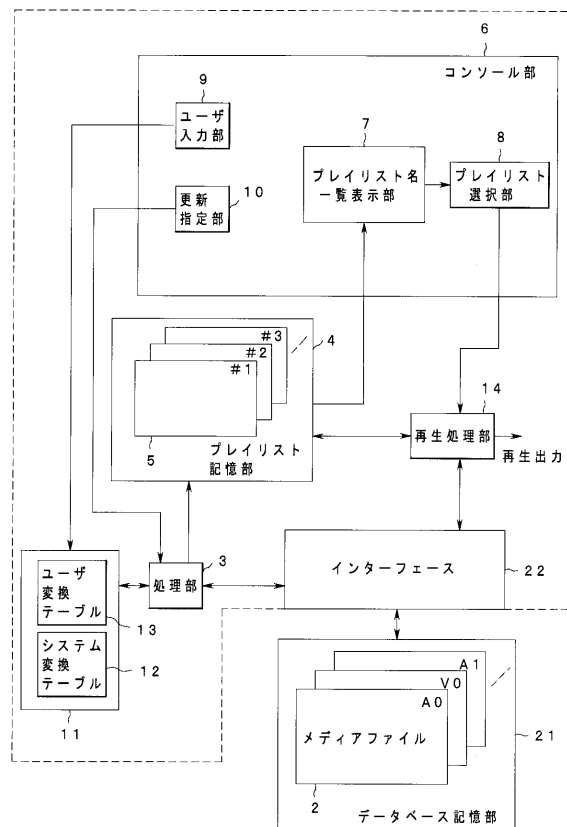 6
コンソール部
9
ユーザ
入力部
7
プレイリスト名
一覧表示部
8
プレイリスト
選択部
更新
指定部
10
#3
#2
#1
4
5
プレイリスト
記憶部
14
再生処理部
再生出力
3
処理部
インターフェース
22
ユーザ
変換
テーブル
13
システム
変換
テーブル
12
11
A1
V0
A0
メディアファイル
2
21
データベース記憶部